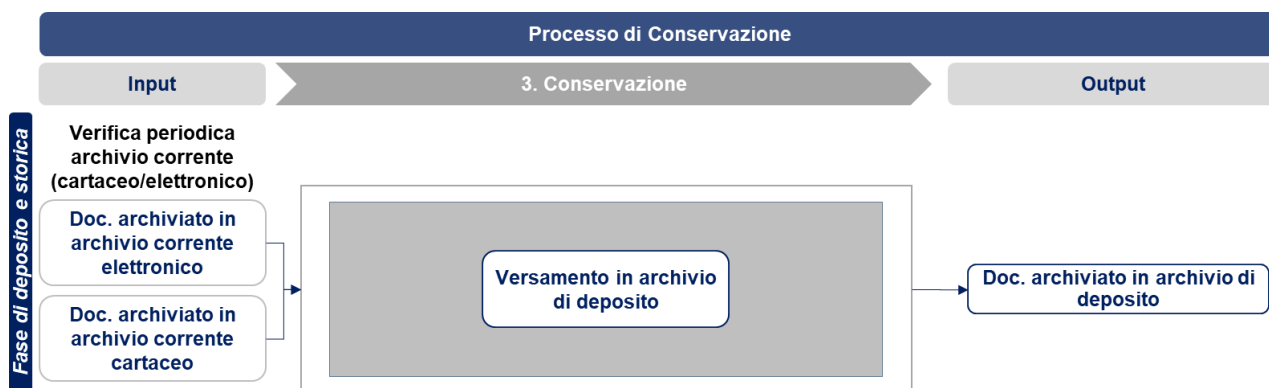 Processo di Conservazione
Input
3. Conservazione
Output
Fase di deposito e storica
Verifica periodica
archivio corrente
(cartaceo/elettronico)
Doc. archiviato in
archivio corrente
elettronico
Doc. archiviato in
archivio corrente
cartaceo
Versamento in archivio
di deposito
Doc. archiviato in archivio di
deposito